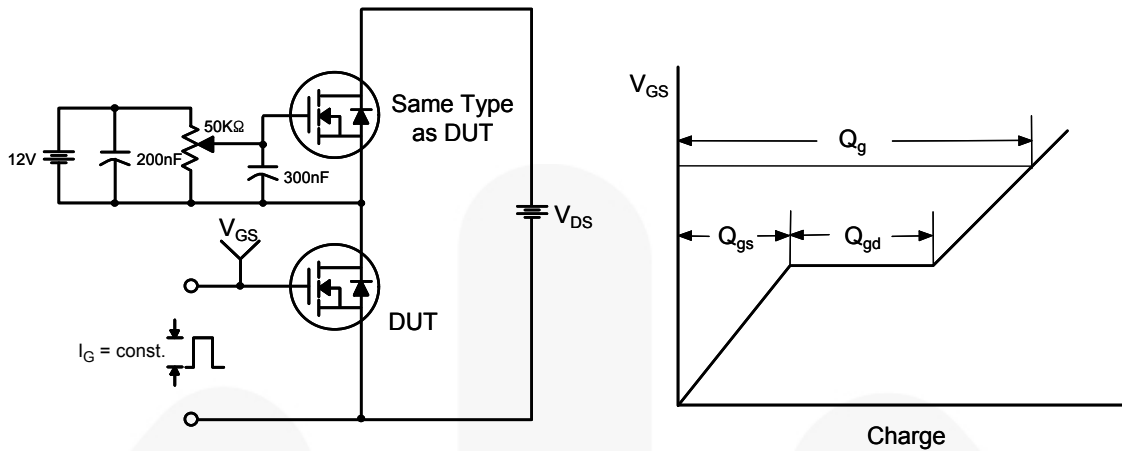 12V
200nF
50KΩ
300nF
Same Type
as DUT
V_GS
DUT
I_G = const.
V_DS
V_GS
Q_g
Q_gs
Q_gd
Charge